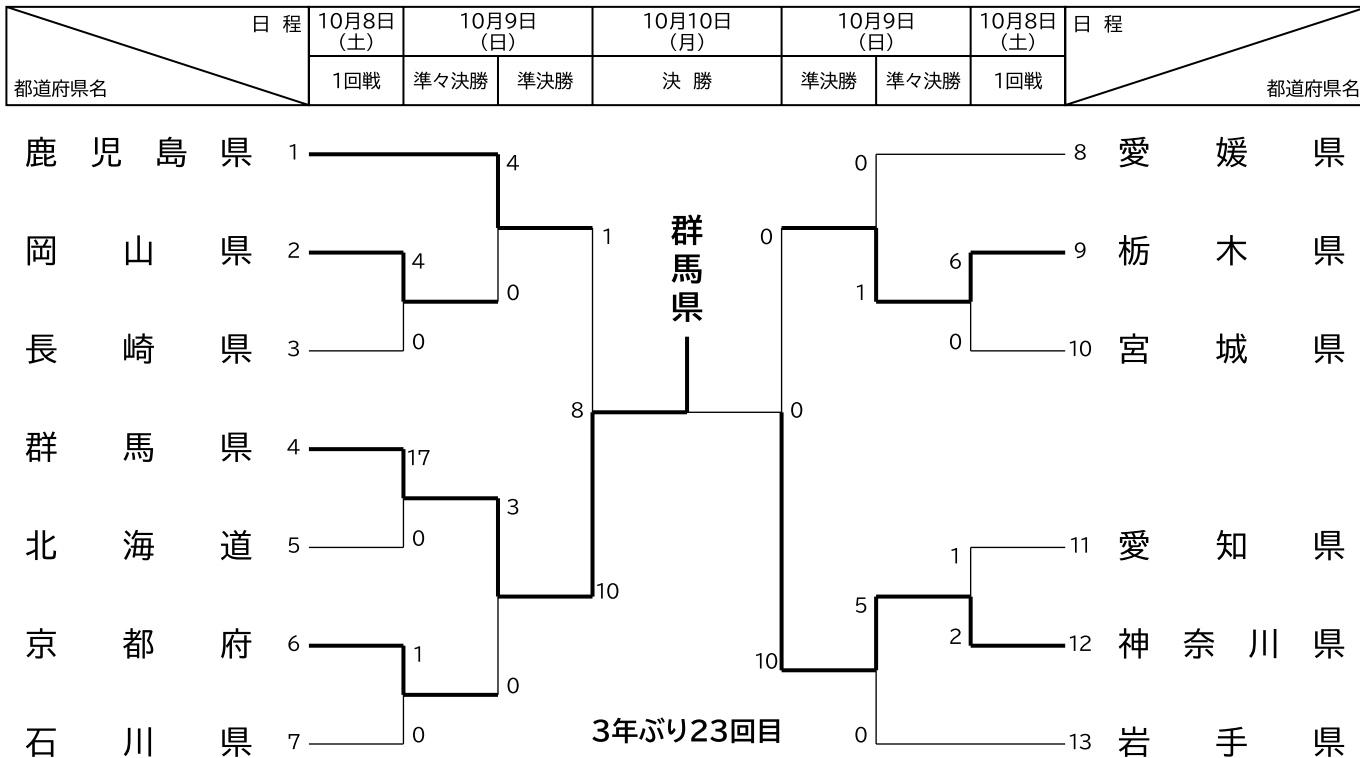 日 程 10月8日 10月9日 10月10日 10月9日 10月8日 日 程
（土） （日） （月） （日） （土）
都道府県名 1回戦 準々決勝 準決勝 決 勝 準決勝 準々決勝 1回戦 都道府県名
鹿児島県 1 4 0 8 愛媛県
群馬県
1 0
岡山県 2 4 0 1 6 9 栃木県
長崎県 3 0 0 10 宮城県
8 0
群馬県 4 17
3
北海道 5 0 1 11 愛知県
10 5
京都府 6 1 0 10 2 12 神奈川県
石川県 7 0 3年ぶり23回目 0 13 岩手県